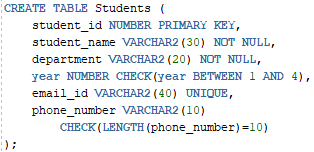 CREATE TABLE Students (
    student_id NUMBER PRIMARY KEY,
    student_name VARCHAR2(30) NOT NULL,
    department VARCHAR2(20) NOT NULL,
    year NUMBER CHECK(year BETWEEN 1 AND 4),
    email_id VARCHAR2(40) UNIQUE,
    phone_number VARCHAR2(10)
        CHECK(LENGTH(phone_number)=10)
);